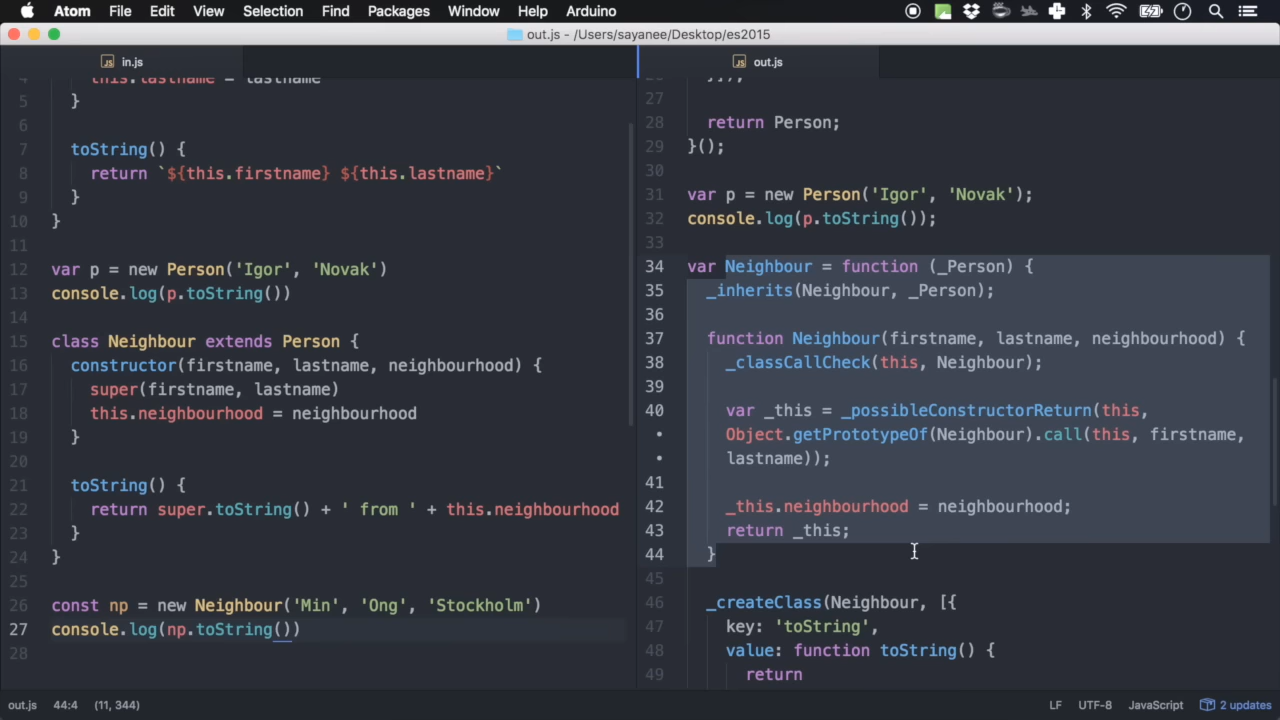 Atom File Edit View Selection Find Packages Window Help Arduino
out.js - /Users/sayanee/Desktop/es2015
in.js
4 this.lastname = lastname
5 }
6
7 toString() {
8 return `${this.firstname} ${this.lastname}`
9 }
10 }
11
12 var p = new Person('Igor', 'Novak')
13 console.log(p.toString())
14
15 class Neighbour extends Person {
16 constructor(firstname, lastname, neighbourhood) {
17 super(firstname, lastname)
18 this.neighbourhood = neighbourhood
19 }
20
21 toString() {
22 return super.toString() + ' from ' + this.neighbourhood
23 }
24 }
25
26 const np = new Neighbour('Min', 'Ong', 'Stockholm')
27 console.log(np.toString())
28
out.js
26 }]);
27
28 return Person;
29 }();
30
31 var p = new Person('Igor', 'Novak');
32 console.log(p.toString());
33
34 var Neighbour = function (_Person) {
35 _inherits(Neighbour, _Person);
36
37 function Neighbour(firstname, lastname, neighbourhood) {
38 _classCallCheck(this, Neighbour);
39
40 var _this = _possibleConstructorReturn(this,
• Object.getPrototypeOf(Neighbour).call(this, firstname,
• lastname));
41
42 _this.neighbourhood = neighbourhood;
43 return _this;
44 }
45
46 _createClass(Neighbour, [{
47 key: 'toString',
48 value: function toString() {
49 return
out.js 44:4 (11, 344) LF UTF-8 JavaScript 2 updates